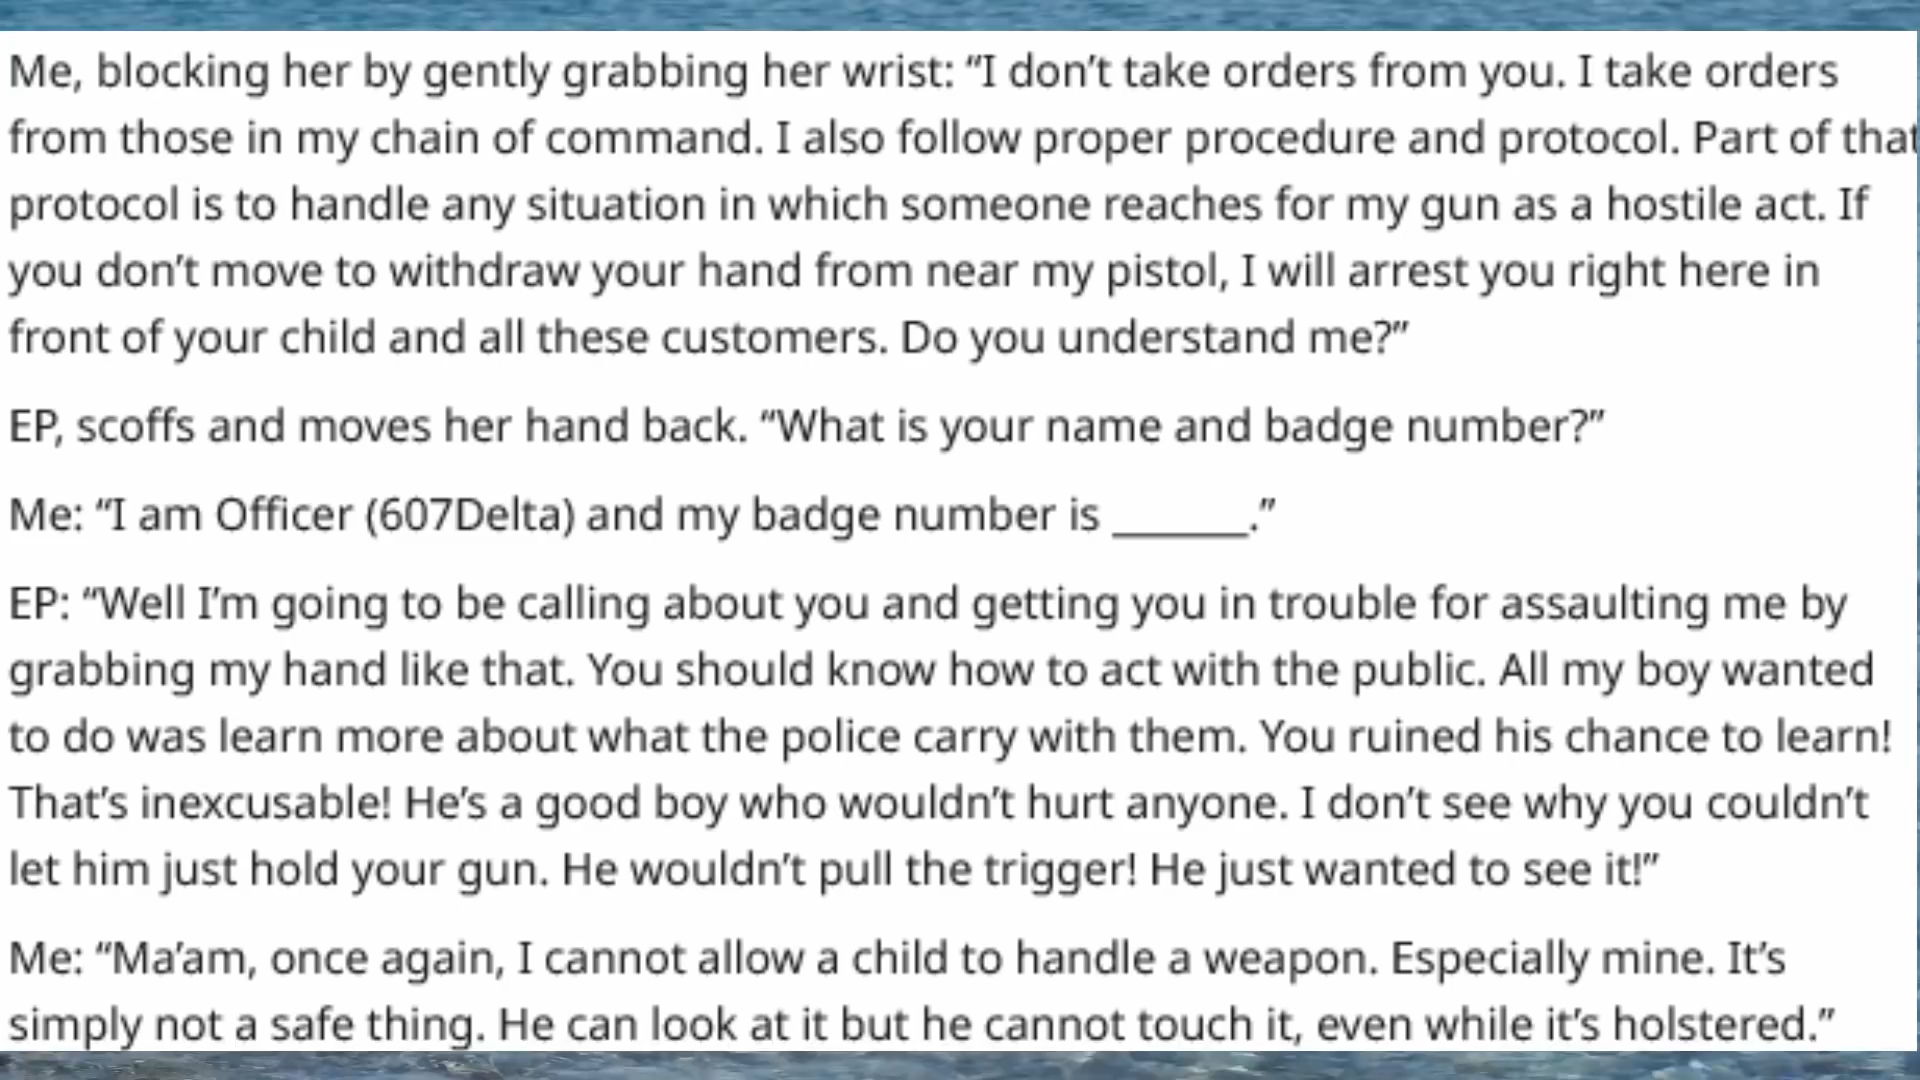 Me, blocking her by gently grabbing her wrist: “I don’t take orders from you. I take orders
from those in my chain of command. I also follow proper procedure and protocol. Part of that
protocol is to handle any situation in which someone reaches for my gun as a hostile act. If
you don’t move to withdraw your hand from near my pistol, I will arrest you right here in
front of your child and all these customers. Do you understand me?”
EP, scoffs and moves her hand back. “What is your name and badge number?”
Me: “I am Officer (607Delta) and my badge number is ______.”
EP: “Well I’m going to be calling about you and getting you in trouble for assaulting me by
grabbing my hand like that. You should know how to act with the public. All my boy wanted
to do was learn more about what the police carry with them. You ruined his chance to learn!
That’s inexcusable! He’s a good boy who wouldn’t hurt anyone. I don’t see why you couldn’t
let him just hold your gun. He wouldn’t pull the trigger! He just wanted to see it!”
Me: “Ma’am, once again, I cannot allow a child to handle a weapon. Especially mine. It’s
simply not a safe thing. He can look at it but he cannot touch it, even while it’s holstered.”